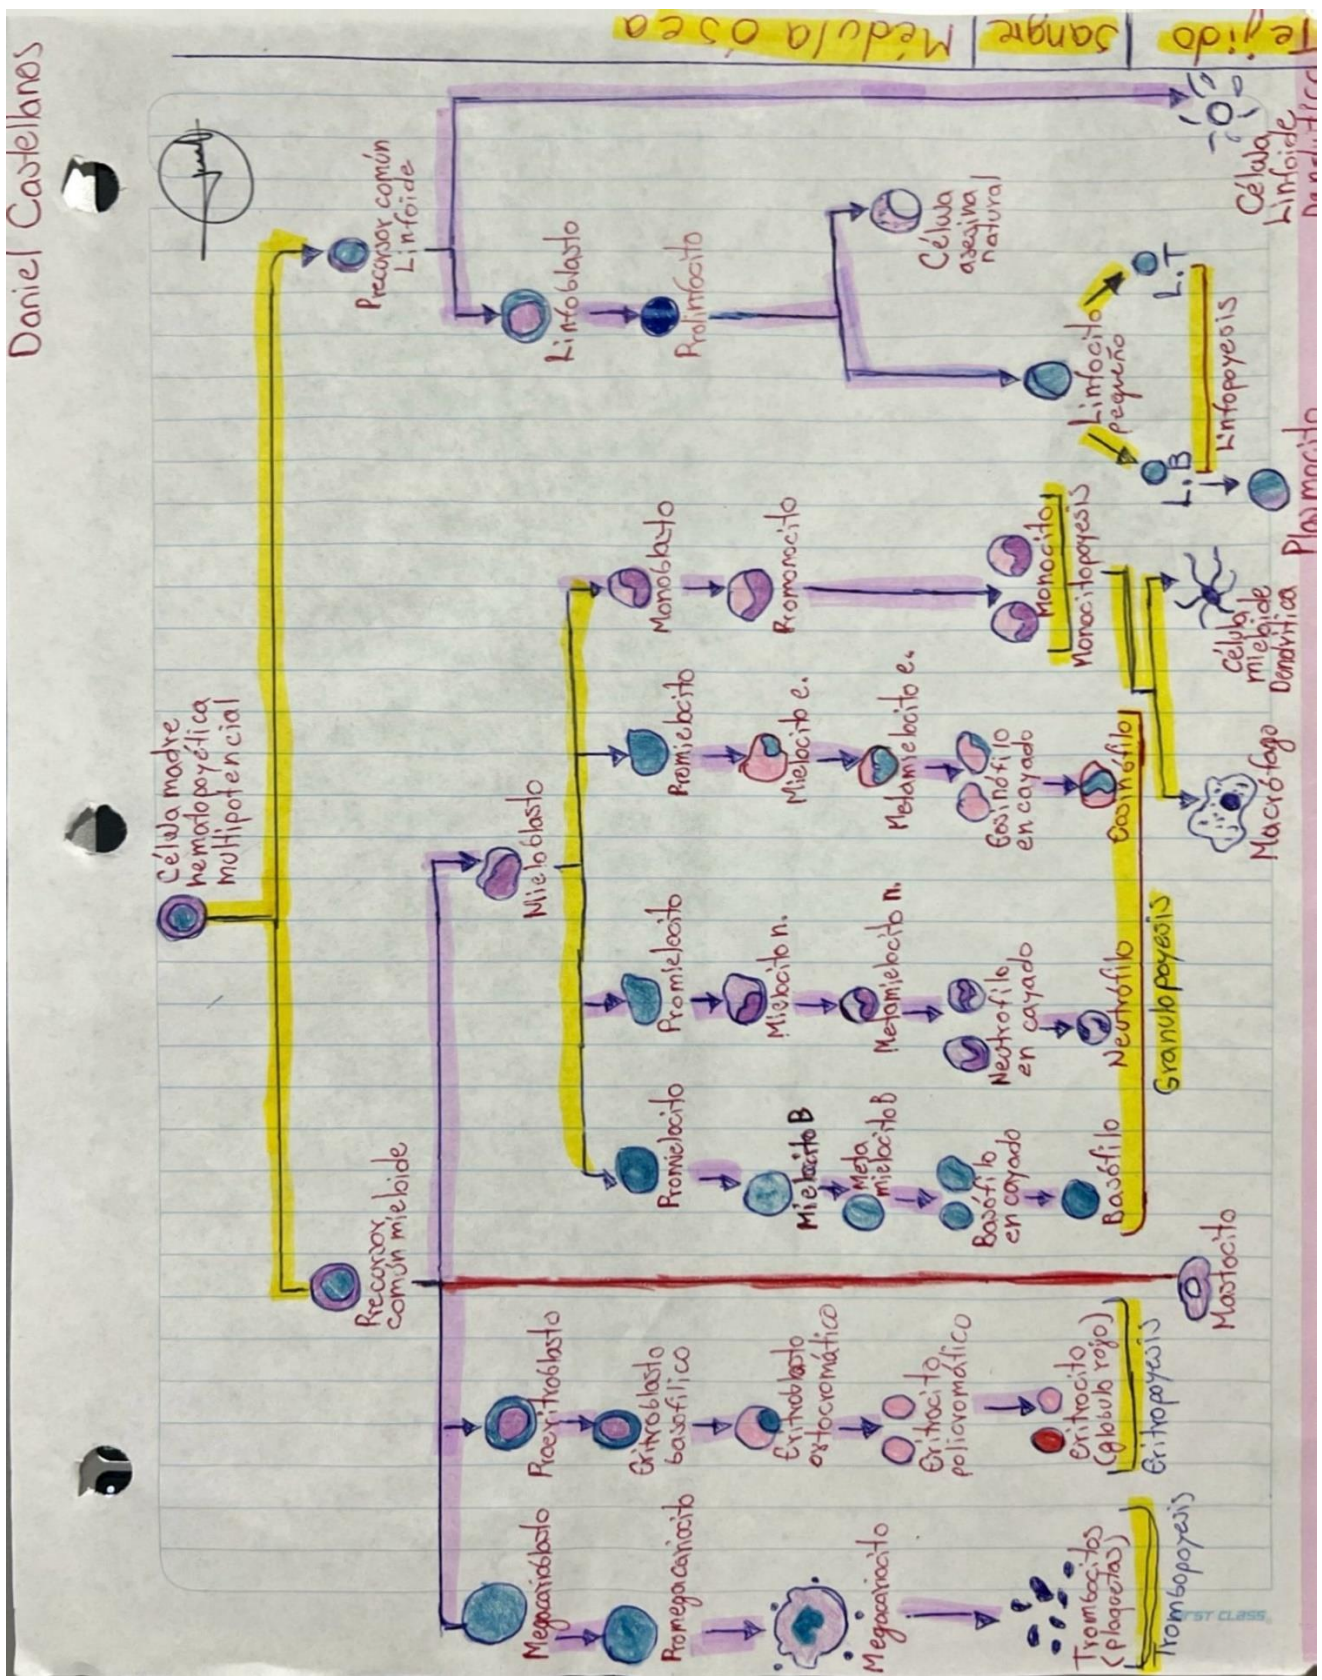 Daniel Castellanos
Célula madre
hematopoyética
multipotencial
Precursor
común mieloide
Precursor común
Linfoide
Médula ósea
Sangre
Tejido
Megacarioblasto
Promegacariocito
Megacariocito
Trombocitos
(plaquetas)
Trombopoyesis
Proeritroblasto
Eritroblasto
basofílico
Eritroblasto
ortocromático
Eritrocito
policromático
Eritrocito
(glóbulo rojo)
Eritropoyesis
Mastocito
Mieloblasto
Promielocito
Mielocito B
Meta
mielocito B
Basófilo
en cayado
Basófilo
Promielocito
Mielocito n.
Metamielocito n.
Neutrofilo
en cayado
Neutrófilo
Promielocito
Mielocito e.
Metamielocito e.
Eosinófilo
en cayado
Eosinófilo
Granulopoyesis
Monoblasto
Promonocito
Monocito
Monocitopoyesis
Macrófago
Célula
mieloide
Dendrítica
Linfoblasto
Prolinfocito
Linfocito
pequeño
L.B
L.T
Linfopoyesis
Plasmocito
Célula
asesina
natural
Célula
Linfoide
Dendrítica
FIRST CLASS